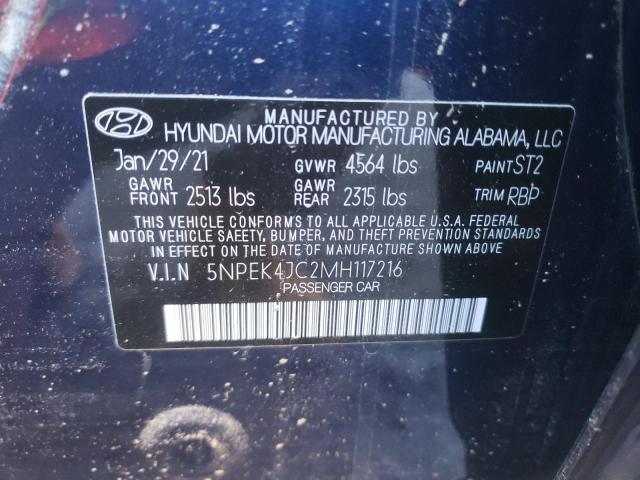 MANUFACTURED BY
HYUNDAI MOTOR MANUFACTURING ALABAMA, LLC
Jan/29/21 GVWR 4564 lbs PAINT ST2
GAWR FRONT 2513 lbs GAWR REAR 2315 lbs TRIM RBP
THIS VEHICLE CONFORMS TO ALL APPLICABLE U.S.A. FEDERAL
MOTOR VEHICLE SAFETY, BUMPER, AND THEFT PREVENTION STANDARDS
IN EFFECT ON THE DATE OF MANUFACTURE SHOWN ABOVE.
V.I.N 5NPEK4JC2MH117216
PASSENGER CAR